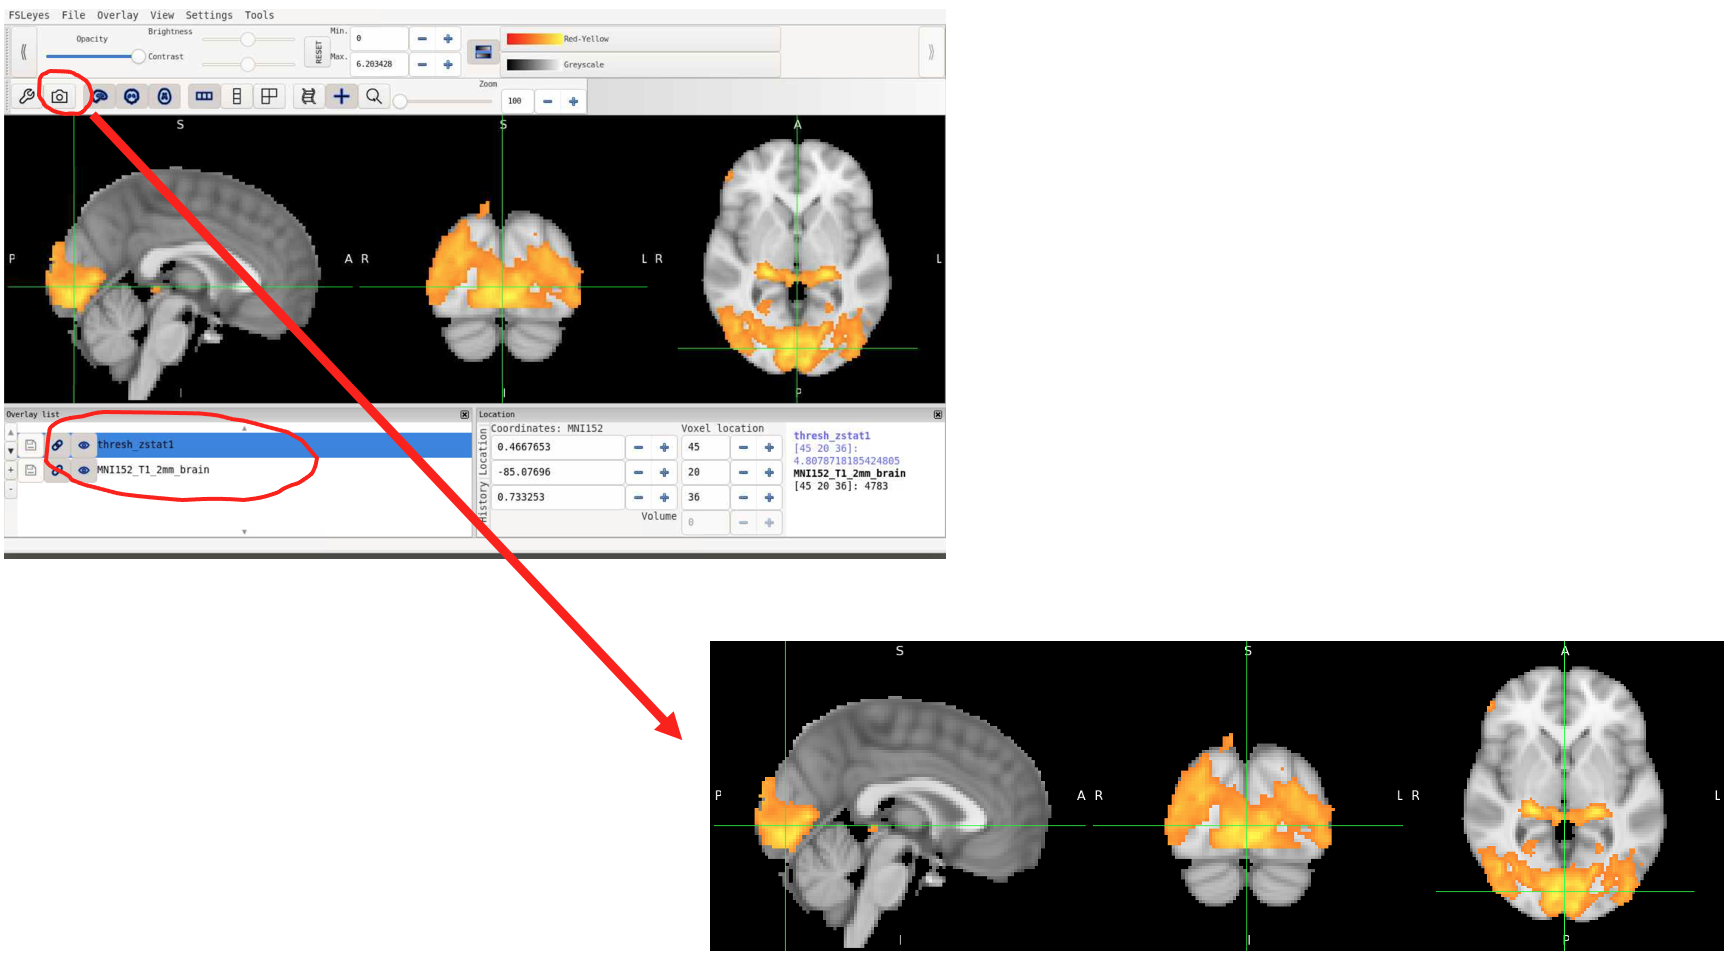 FSLeyes File Overlay View Settings Tools
Opacity
Brightness
Contrast
RESET
Min.
0
Max.
6.203428
Red-Yellow
Greyscale
Zoom
100
S
S
A
P
A R
L R
L
I
I
P
Overlay list
thresh_zstat1
MNI152_T1_2mm_brain
Location
History Location
Coordinates: MNI152
0.4667653
-85.07696
0.733253
Volume
Voxel location
45
20
36
0
thresh_zstat1
[45 20 36]:
4.8078718185424805
MNI152_T1_2mm_brain
[45 20 36]: 4783
S
S
A
P
A R
L R
L
I
I
P